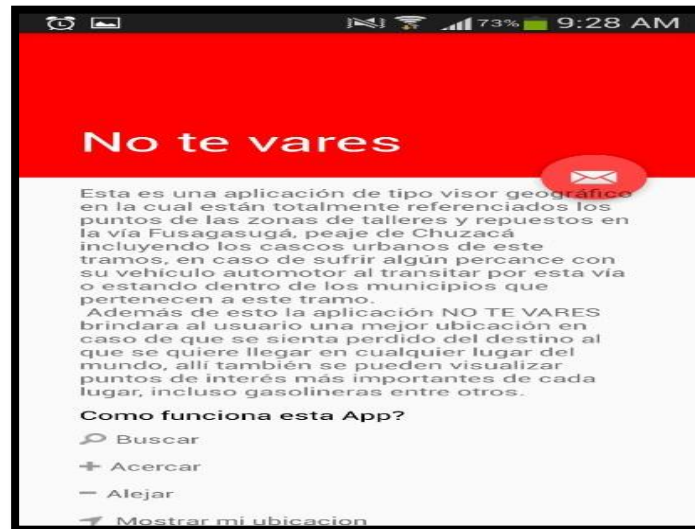 73% 9:28 AM
No te vares
Esta es una aplicación de tipo visor geográfico
en la cual están totalmente referenciados los
puntos de las zonas de talleres y repuestos en
la vía Fusagasugá, peaje de Chuzacá
incluyendo los cascos urbanos de este
tramos, en caso de sufrir algún percance con
su vehículo automotor al transitar por esta vía
o estando dentro de los municipios que
pertenecen a este tramo.
Además de esto la aplicación NO TE VARES
brindara al usuario una mejor ubicación en
caso de que se sienta perdido del destino al
que se quiere llegar en cualquier lugar del
mundo, allí también se pueden visualizar
puntos de interés más importantes de cada
lugar, incluso gasolineras entre otros.
Como funciona esta App?
Buscar
+ Acercar
− Alejar
Mostrar mi ubicacion